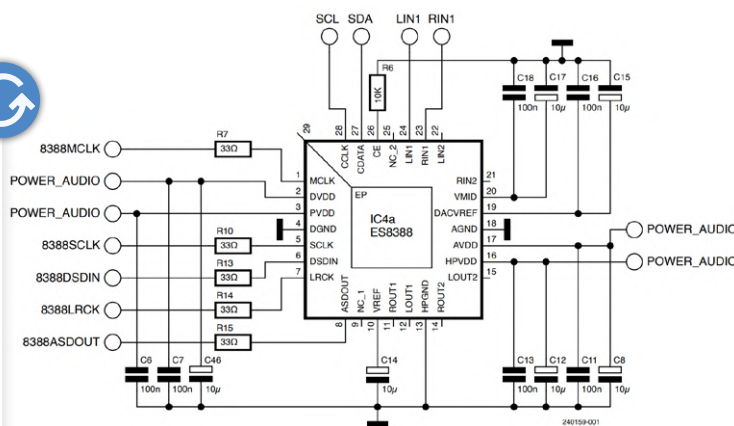 SCL SDA LIN1 RIN1
R6
10K
C18 C17 C16 C15
100n 10µ 100n 10µ
29
28 27 26 25 24 23 22
CCLK CDATA CE NC_2 LIN1 RIN1 LIN2
8388MCLK R7 33Ω 1 MCLK
POWER_AUDIO 2 DVDD
POWER_AUDIO 3 PVDD
4 DGND
8388SCLK R10 33Ω 5 SCLK
8388DSDIN R13 33Ω 6 DSDIN
8388LRCK R14 33Ω 7 LRCK
8388ASDOUT R15 33Ω
EP
IC4a
ES8388
RIN2 21
VMID 20
DACVREF 19
AGND 18
AVDD 17 POWER_AUDIO
HPVDD 16 POWER_AUDIO
LOUT2 15
ASDOUT NC_1 VREF ROUT1 LOUT1 HPGND ROUT2
8 9 10 11 12 13 14
C6 C7 C46 C14 C13 C12 C11 C8
100n 100n 10µ 10µ 100n 10µ 100n 10µ
240159-001